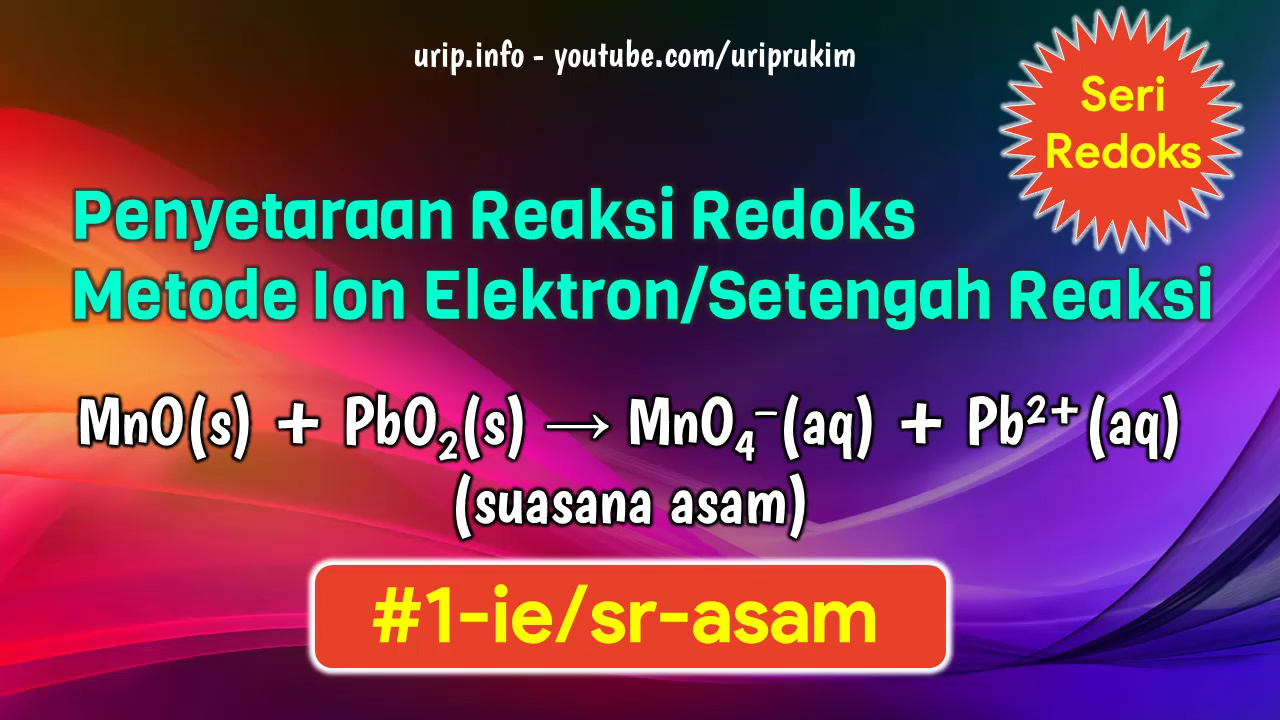 urip.info - youtube.com/uriprukim
Seri
Redoks
Penyetaraan Reaksi Redoks
Metode Ion Elektron/Setengah Reaksi
MnO(s) + PbO₂(s) → MnO₄⁻(aq) + Pb²⁺(aq)
(suasana asam)
#1-ie/sr-asam